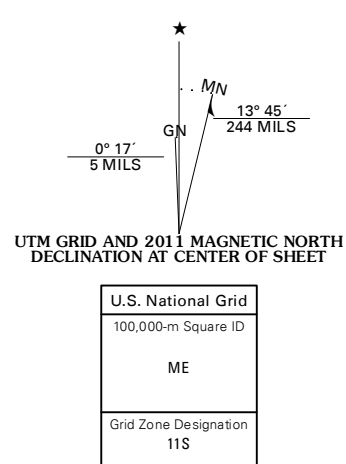 ★
MN
GN
13° 45´
244 MILS
0° 17´
5 MILS
UTM GRID AND 2011 MAGNETIC NORTH
DECLINATION AT CENTER OF SHEET
U.S. National Grid
100,000-m Square ID
ME
Grid Zone Designation
11S